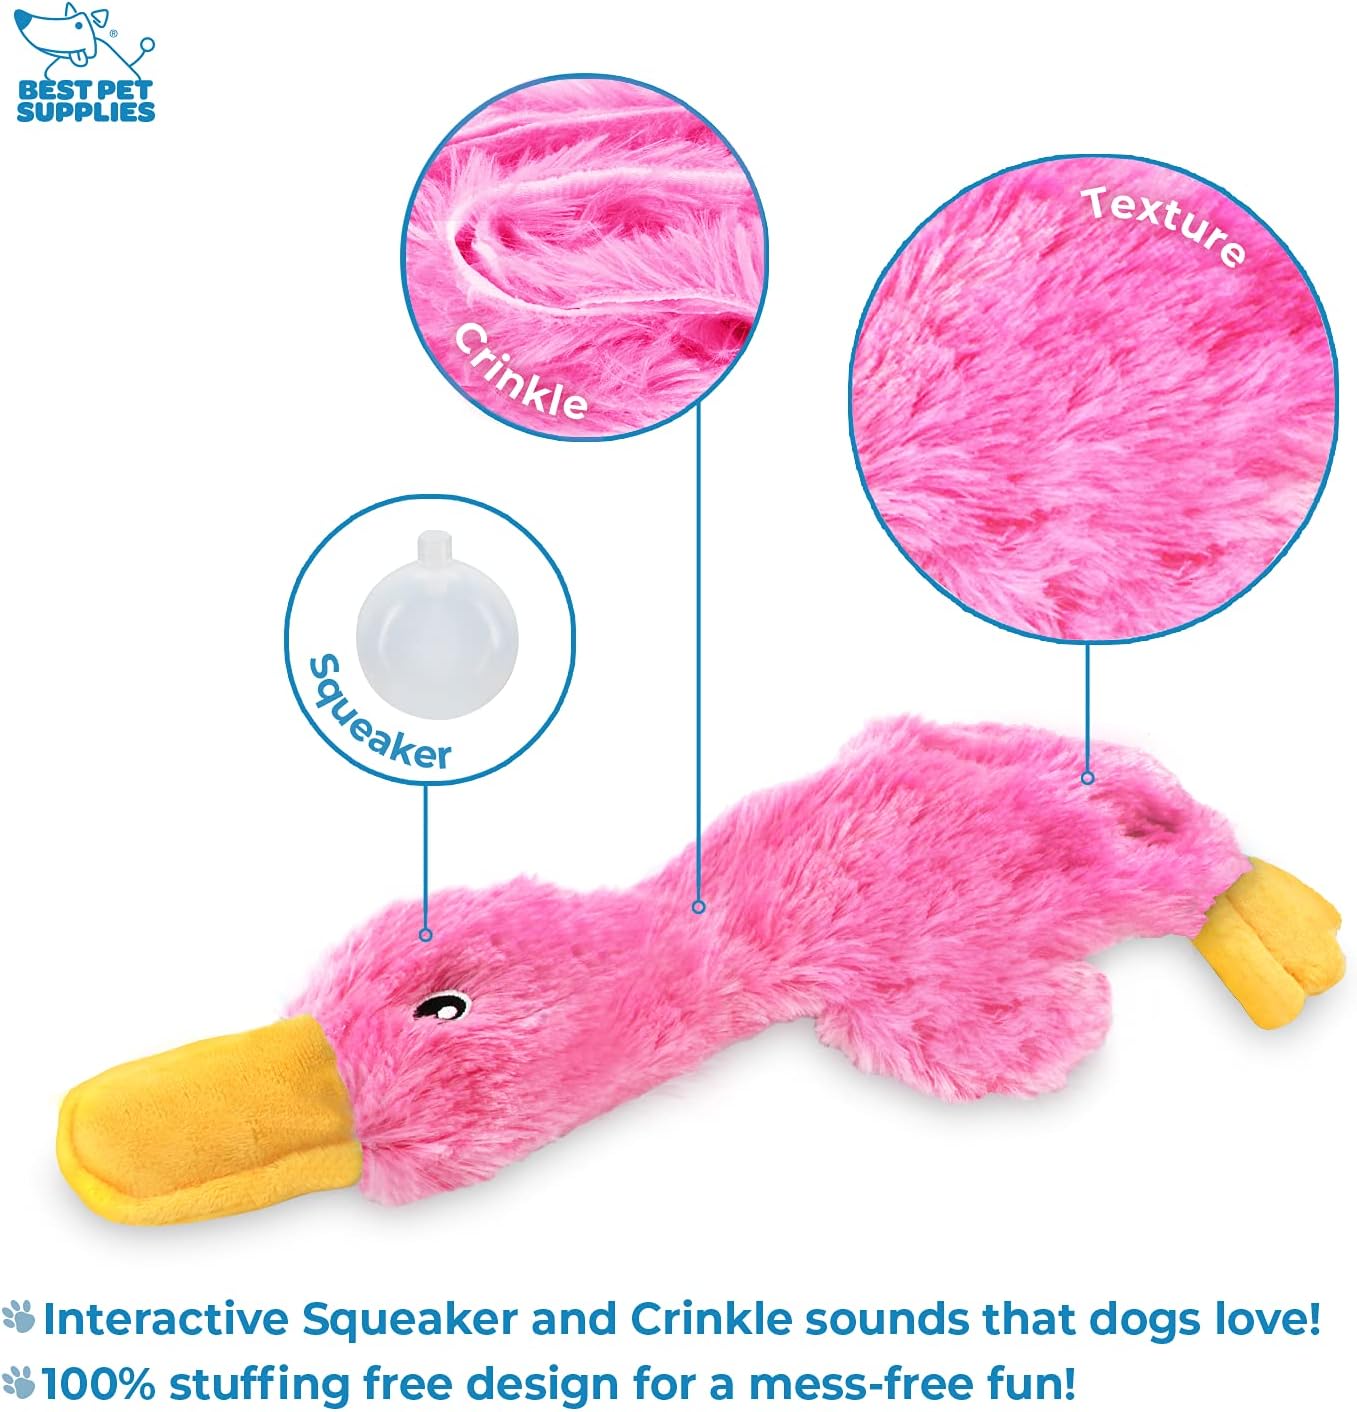 ®
BEST PET
SUPPLIES
Crinkle
Texture
Squeaker
Interactive Squeaker and Crinkle sounds that dogs love!
100% stuffing free design for a mess-free fun!